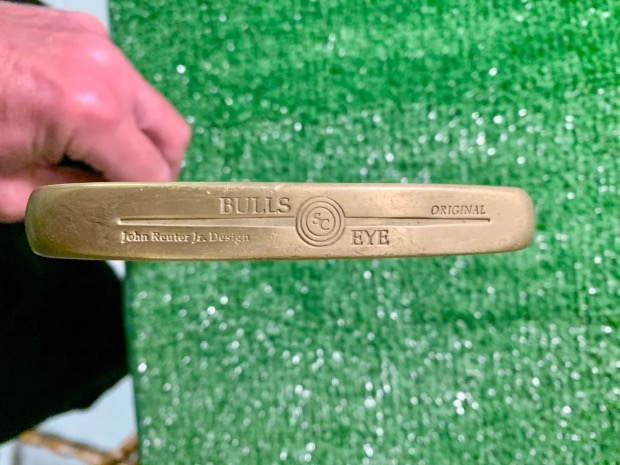 BULLS
SC
ORIGINAL
John Reuter Jr. Design
EYE